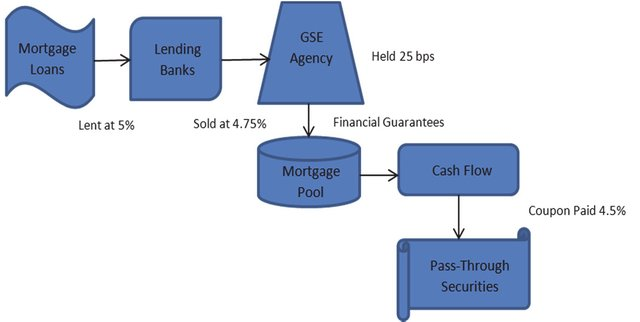 Mortgage
Loans
Lending
Banks
GSE
Agency
Held 25 bps
Lent at 5%
Sold at 4.75%
Financial Guarantees
Mortgage
Pool
Cash Flow
Coupon Paid 4.5%
Pass-Through
Securities